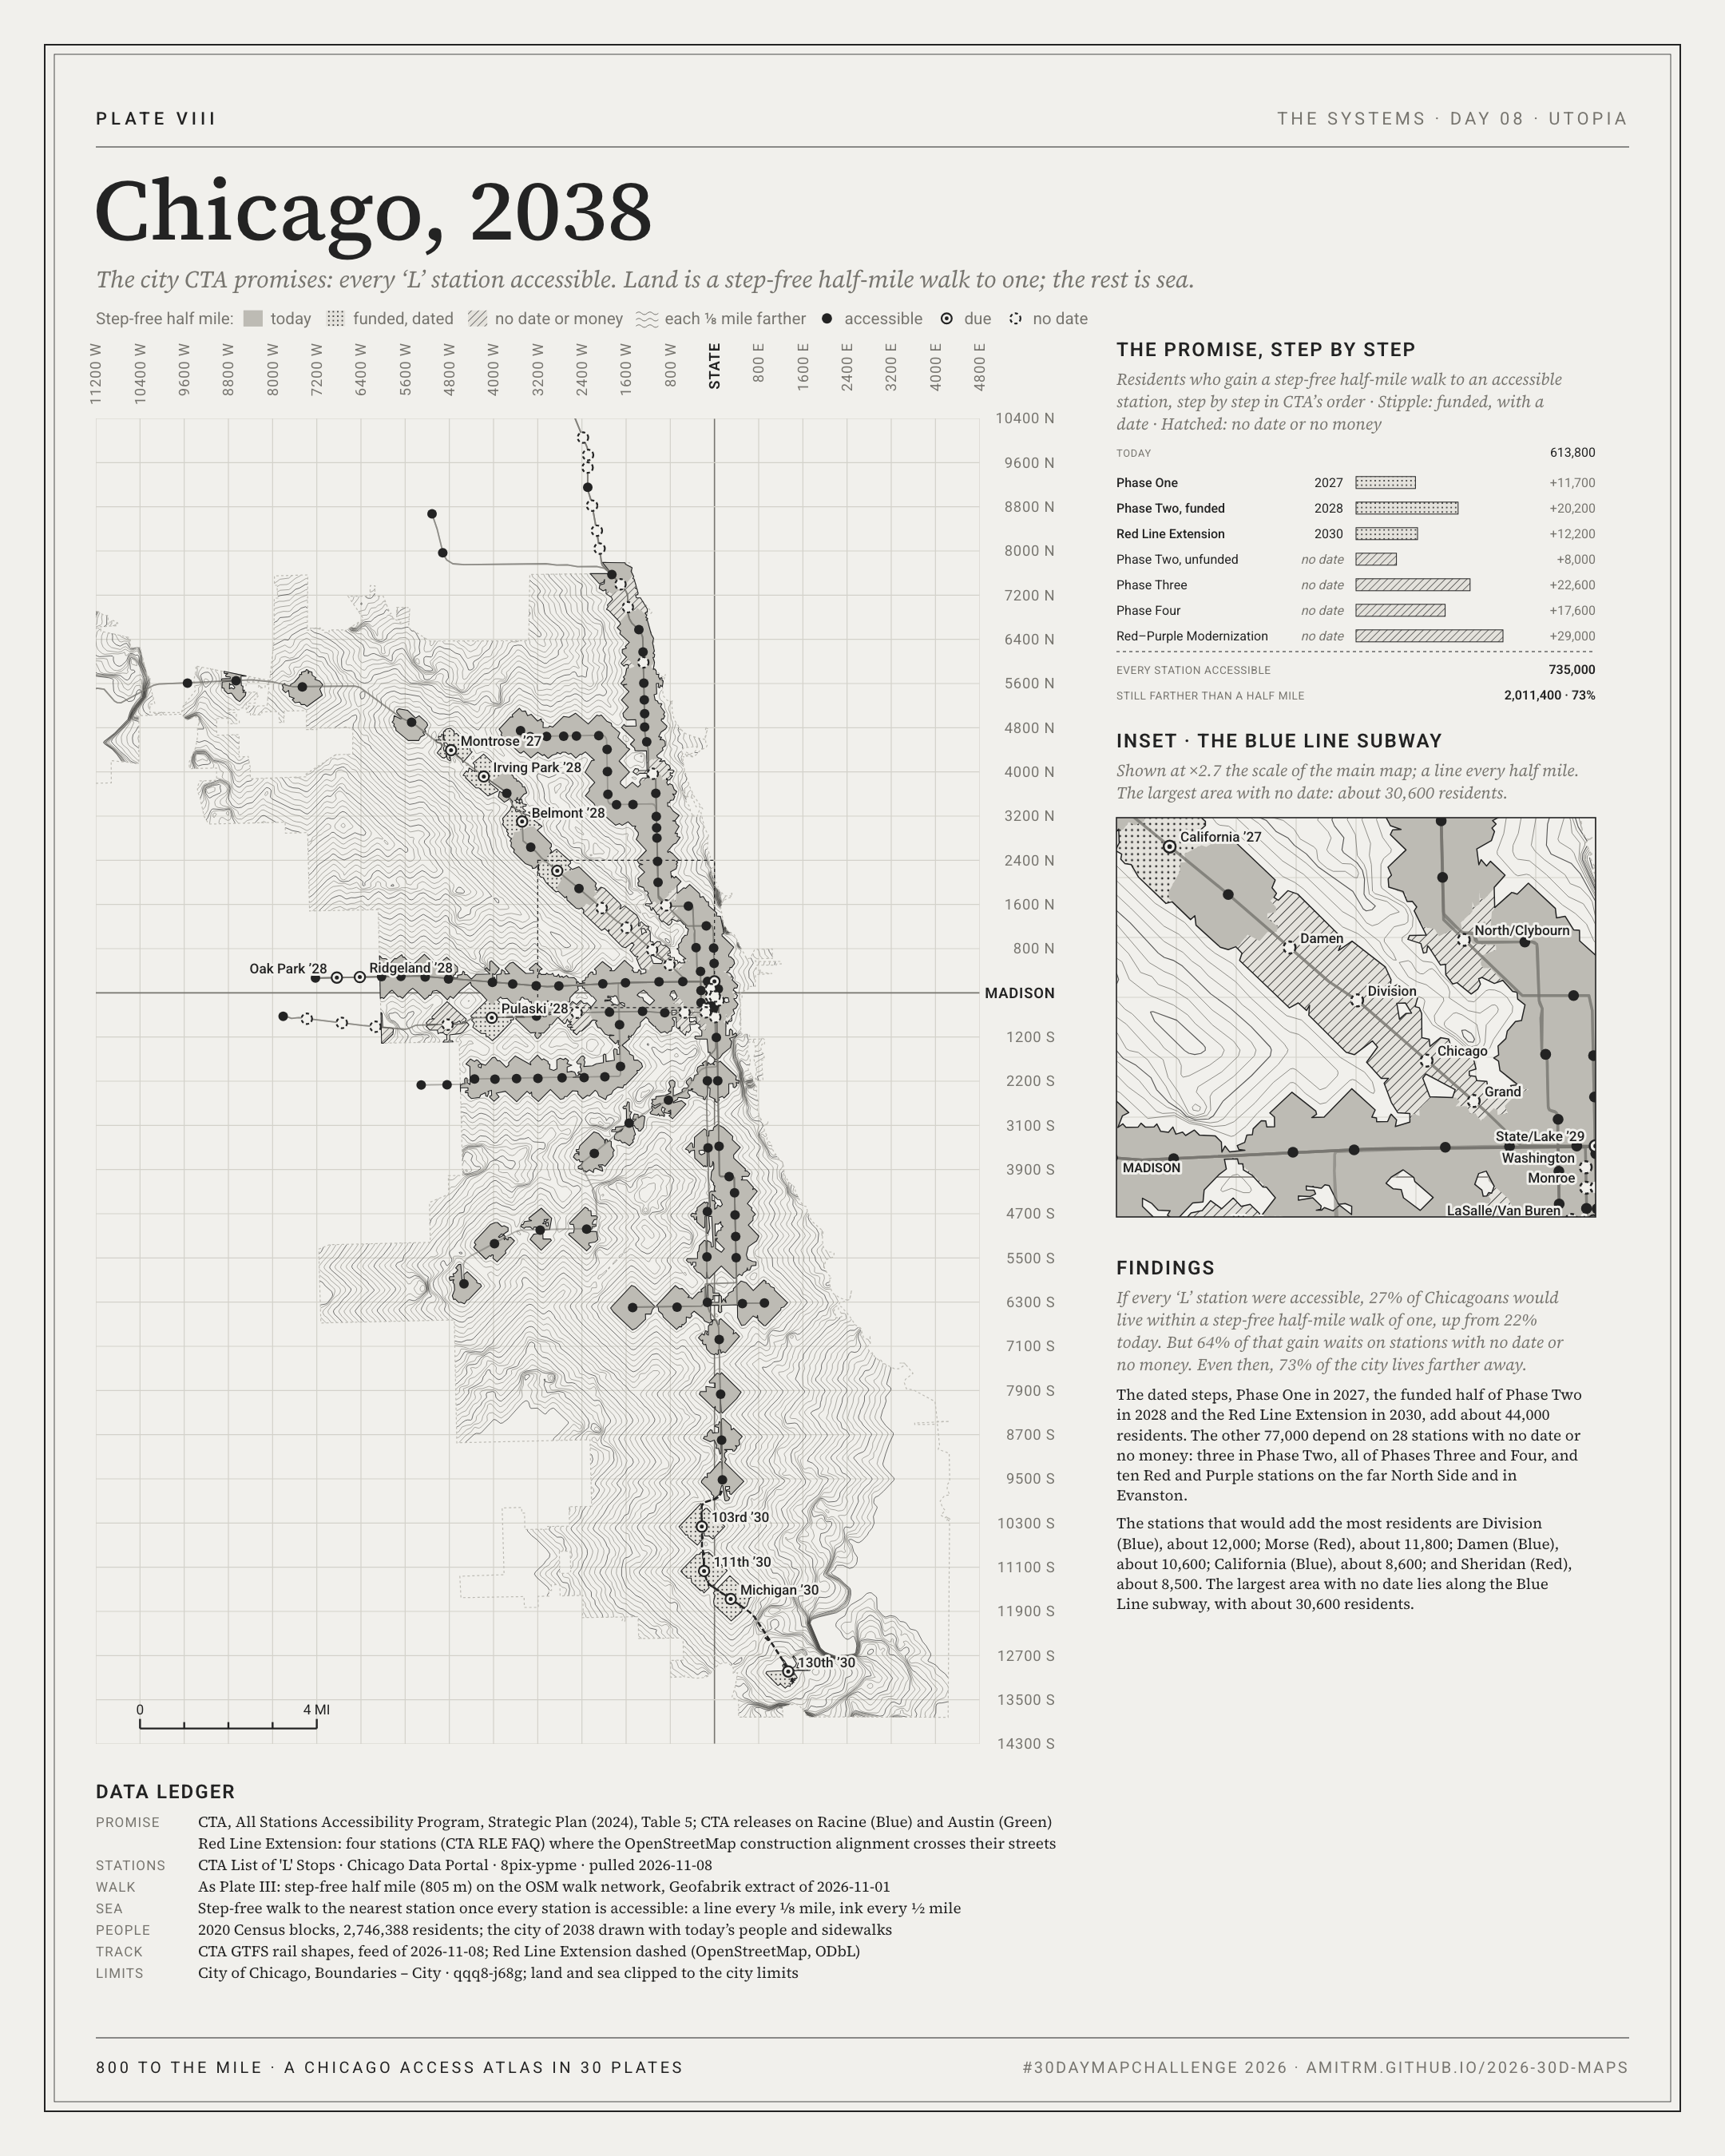 PLATE VIII
THE SYSTEMS · DAY 08 · UTOPIA
Chicago, 2038
The city CTA promises: every ‘L’ station accessible. Land is a step-free half-mile walk to one; the rest is sea.
Step-free half mile: today funded, dated no date or money each ⅛ mile farther accessible due no date
11200 W
10400 W
9600 W
8800 W
8000 W
7200 W
6400 W
5600 W
4800 W
4000 W
3200 W
2400 W
1600 W
800 W
STATE
800 E
1600 E
2400 E
3200 E
4000 E
4800 E
10400 N
9600 N
8800 N
8000 N
7200 N
6400 N
5600 N
4800 N
4000 N
3200 N
2400 N
1600 N
800 N
MADISON
1200 S
2200 S
3100 S
3900 S
4700 S
5500 S
6300 S
7100 S
7900 S
8700 S
9500 S
10300 S
11100 S
11900 S
12700 S
13500 S
14300 S
Montrose ’27
Irving Park ’28
Belmont ’28
Oak Park ’28
Ridgeland ’28
Pulaski ’28
103rd ’30
111th ’30
Michigan ’30
130th ’30
0 4 MI
THE PROMISE, STEP BY STEP
Residents who gain a step-free half-mile walk to an accessible
station, step by step in CTA’s order · Stipple: funded, with a
date · Hatched: no date or no money
TODAY 613,800
Phase One 2027 +11,700
Phase Two, funded 2028 +20,200
Red Line Extension 2030 +12,200
Phase Two, unfunded no date +8,000
Phase Three no date +22,600
Phase Four no date +17,600
Red–Purple Modernization no date +29,000
EVERY STATION ACCESSIBLE 735,000
STILL FARTHER THAN A HALF MILE 2,011,400 · 73%
INSET · THE BLUE LINE SUBWAY
Shown at ×2.7 the scale of the main map; a line every half mile.
The largest area with no date: about 30,600 residents.
California ’27
Damen
North/Clybourn
Division
Chicago
Grand
State/Lake ’29
Washington
MADISON
Monroe
LaSalle/Van Buren
FINDINGS
If every ‘L’ station were accessible, 27% of Chicagoans would
live within a step-free half-mile walk of one, up from 22%
today. But 64% of that gain waits on stations with no date or
no money. Even then, 73% of the city lives farther away.
The dated steps, Phase One in 2027, the funded half of Phase Two
in 2028 and the Red Line Extension in 2030, add about 44,000
residents. The other 77,000 depend on 28 stations with no date or
no money: three in Phase Two, all of Phases Three and Four, and
ten Red and Purple stations on the far North Side and in
Evanston.
The stations that would add the most residents are Division
(Blue), about 12,000; Morse (Red), about 11,800; Damen (Blue),
about 10,600; California (Blue), about 8,600; and Sheridan (Red),
about 8,500. The largest area with no date lies along the Blue
Line subway, with about 30,600 residents.
DATA LEDGER
PROMISE CTA, All Stations Accessibility Program, Strategic Plan (2024), Table 5; CTA releases on Racine (Blue) and Austin (Green)
Red Line Extension: four stations (CTA RLE FAQ) where the OpenStreetMap construction alignment crosses their streets
STATIONS CTA List of 'L' Stops · Chicago Data Portal · 8pix-ypme · pulled 2026-11-08
WALK As Plate III: step-free half mile (805 m) on the OSM walk network, Geofabrik extract of 2026-11-01
SEA Step-free walk to the nearest station once every station is accessible: a line every ⅛ mile, ink every ½ mile
PEOPLE 2020 Census blocks, 2,746,388 residents; the city of 2038 drawn with today’s people and sidewalks
TRACK CTA GTFS rail shapes, feed of 2026-11-08; Red Line Extension dashed (OpenStreetMap, ODbL)
LIMITS City of Chicago, Boundaries – City · qqq8-j68g; land and sea clipped to the city limits
800 TO THE MILE · A CHICAGO ACCESS ATLAS IN 30 PLATES
#30DAYMAPCHALLENGE 2026 · AMITRM.GITHUB.IO/2026-30D-MAPS